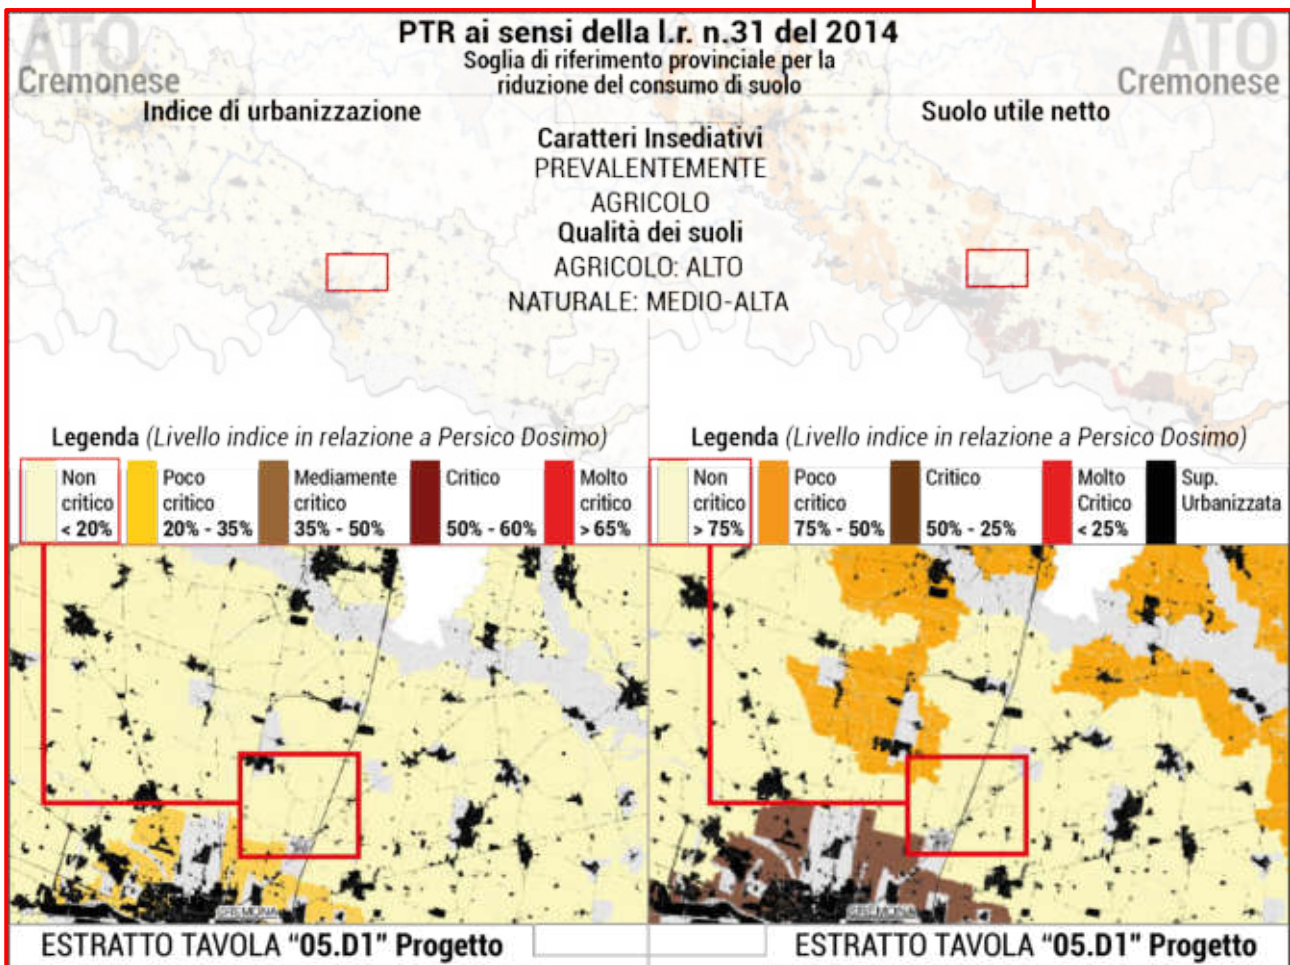 PTR ai sensi della l.r. n.31 del 2014
Soglia di riferimento provinciale per la
riduzione del consumo di suolo
ATO
Cremonese
ATO
Cremonese
Indice di urbanizzazione
Suolo utile netto
Caratteri Insediativi
PREVALENTEMENTE
AGRICOLO
Qualità dei suoli
AGRICOLO: ALTO
NATURALE: MEDIO-ALTA
Legenda (Livello indice in relazione a Persico Dosimo)
Non
critico
< 20%
Poco
critico
20% - 35%
Mediamente
critico
35% - 50%
Critico
50% - 60%
Molto
critico
> 65%
Legenda (Livello indice in relazione a Persico Dosimo)
Non
critico
> 75%
Poco
critico
75% - 50%
Critico
50% - 25%
Molto
Critico
< 25%
Sup.
Urbanizzata
CREMONA
CREMONA
ESTRATTO TAVOLA “05.D1” Progetto
ESTRATTO TAVOLA “05.D1” Progetto